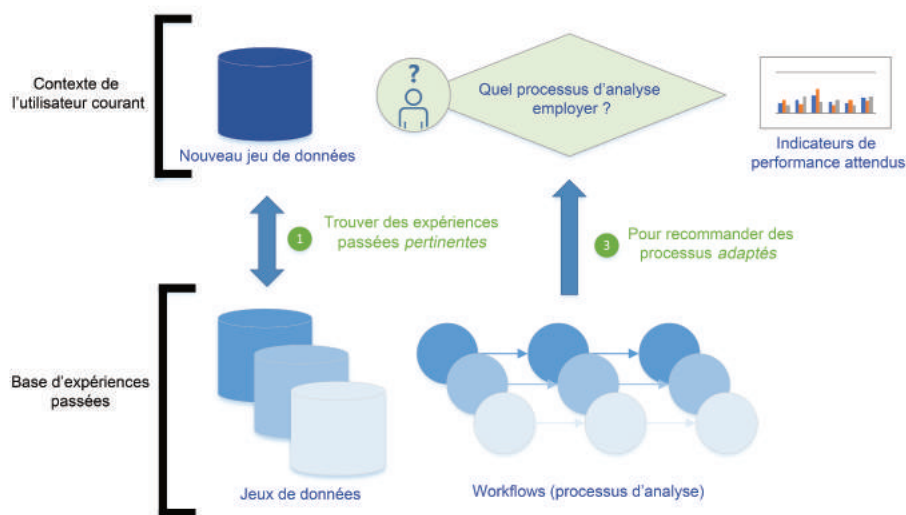 Contexte de
l'utilisateur courant
Nouveau jeu de données
?
Quel processus d'analyse
employer ?
Indicateurs de
performance attendus
1
Trouver des expériences
passées pertinentes
3
Pour recommander des
processus adaptés
Base d'expériences
passées
Jeux de données
Workflows (processus d'analyse)